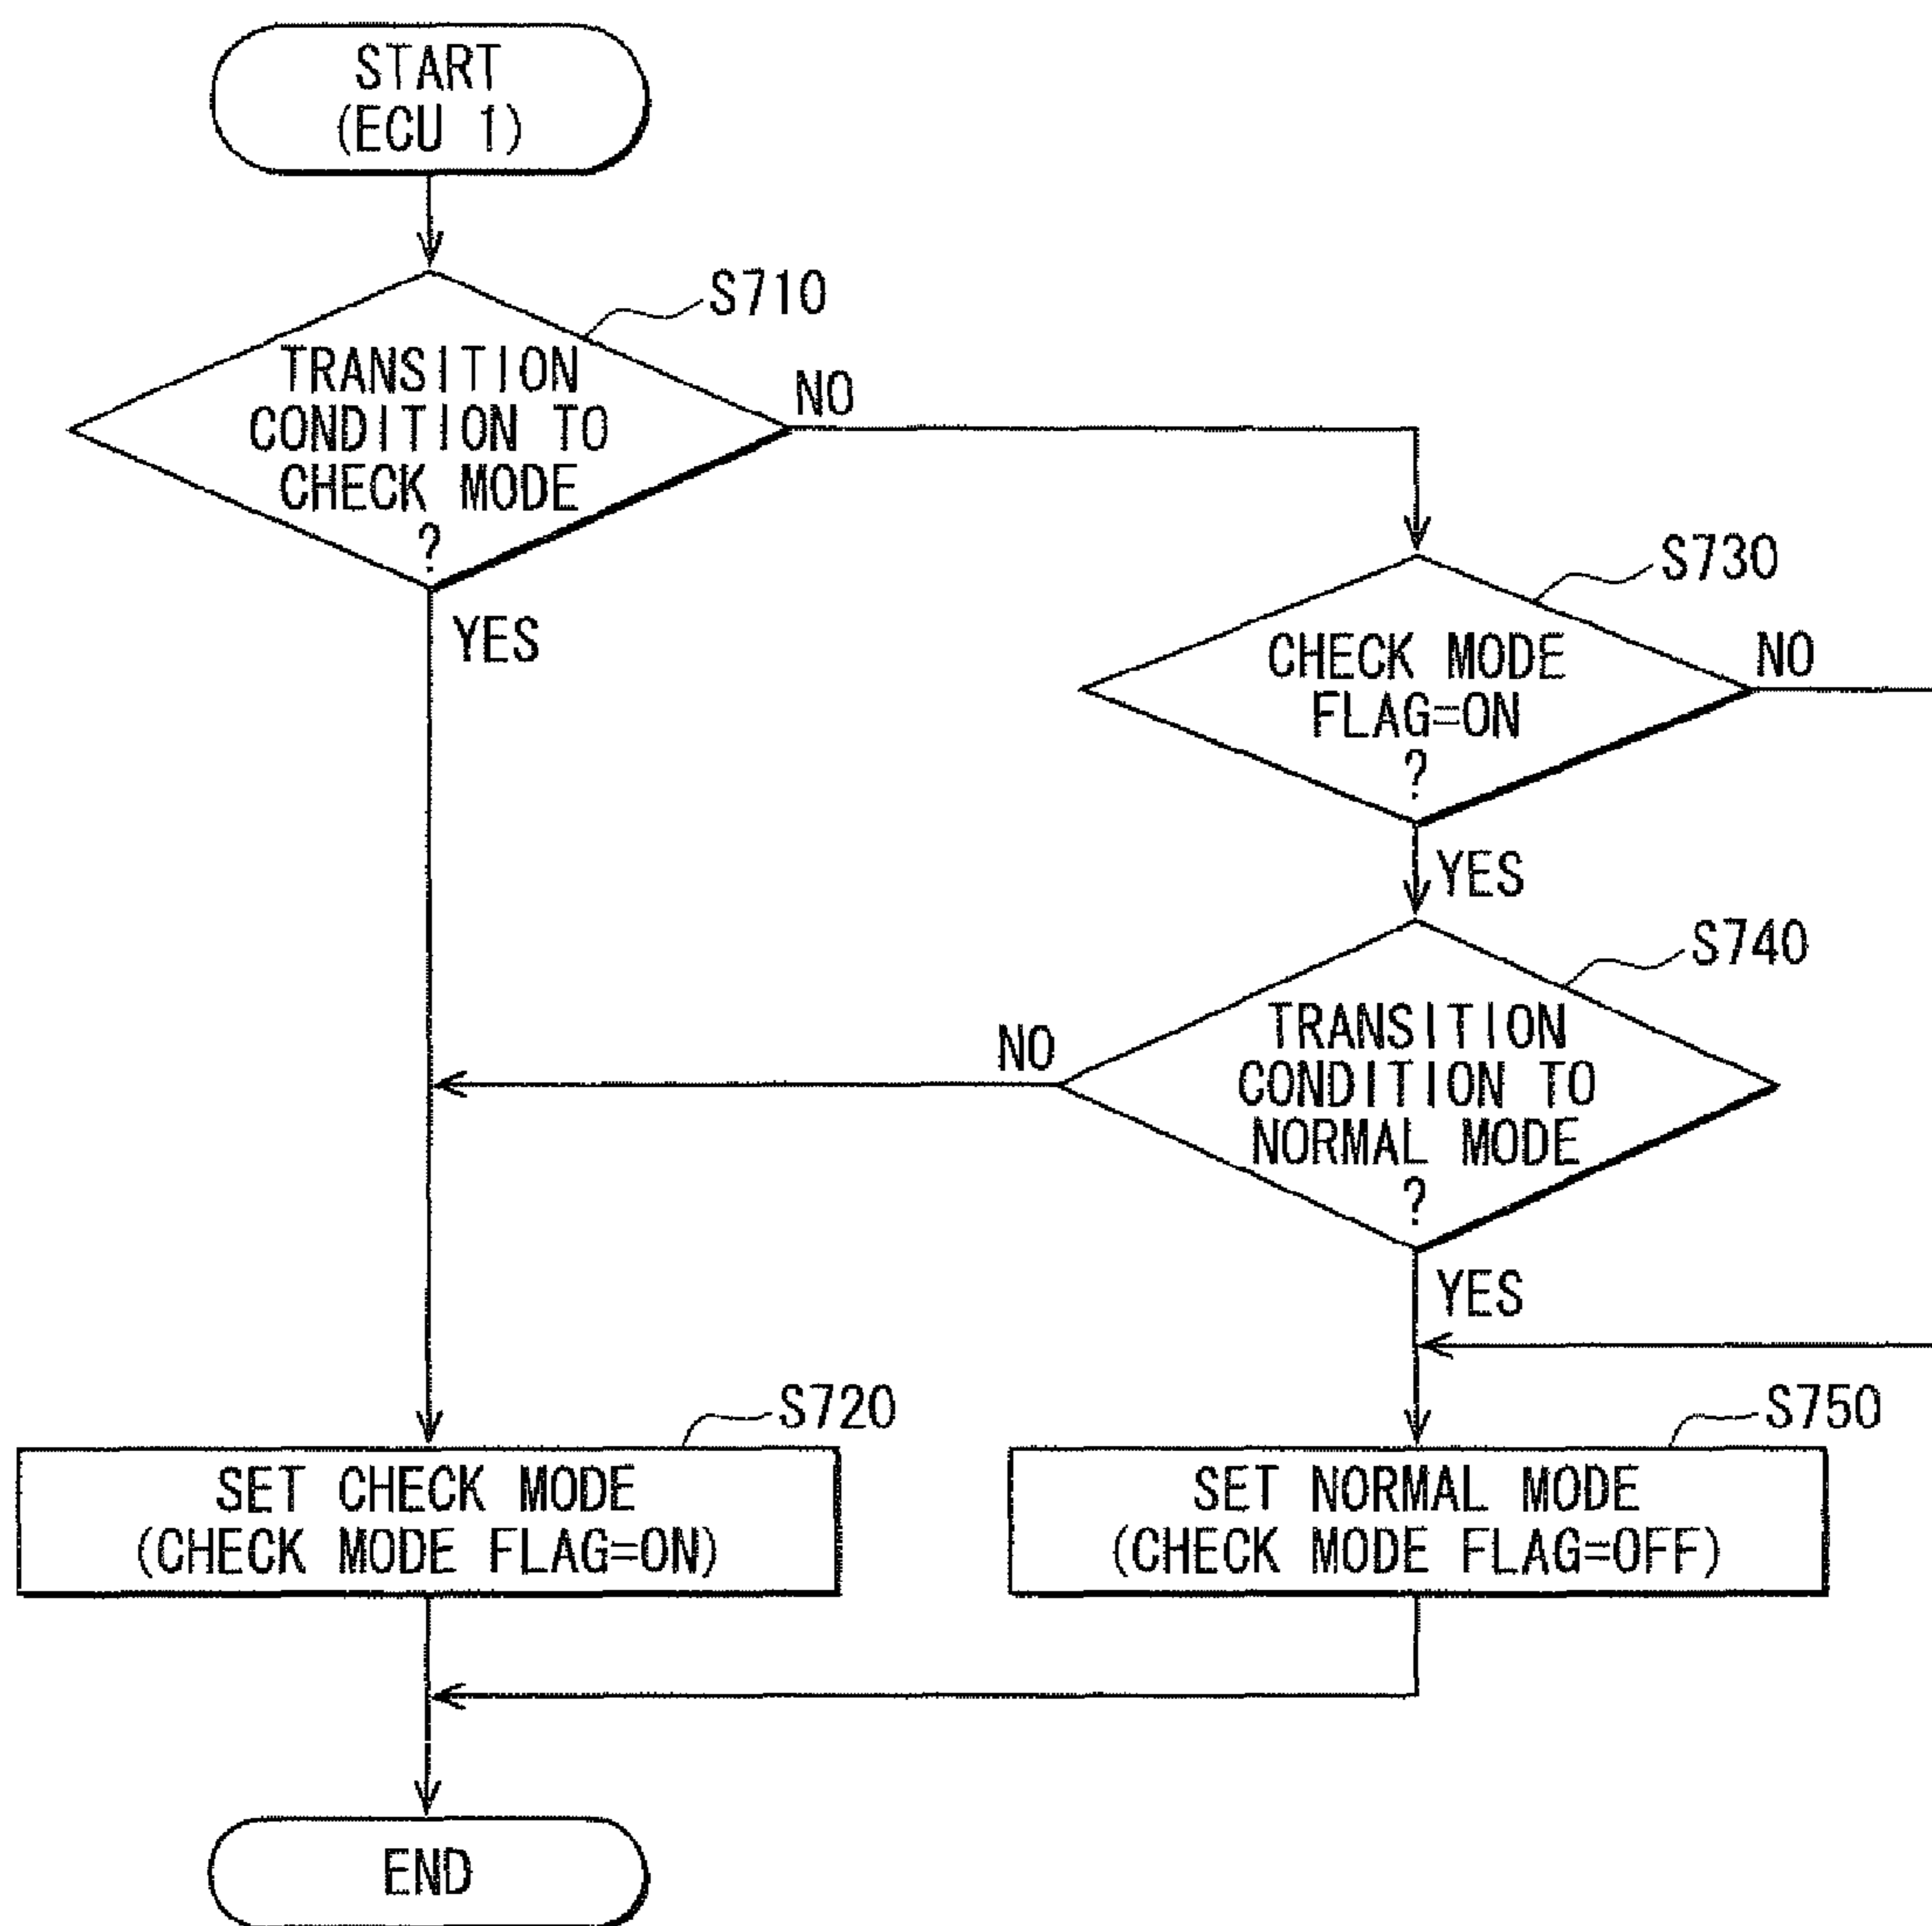 START
(ECU 1)
S710
TRANSITION
CONDITION TO
CHECK MODE
?
NO
YES
S730
CHECK MODE
FLAG=ON
?
NO
YES
S740
TRANSITION
CONDITION TO
NORMAL MODE
?
NO
YES
S720
SET CHECK MODE
(CHECK MODE FLAG=ON)
S750
SET NORMAL MODE
(CHECK MODE FLAG=OFF)
END